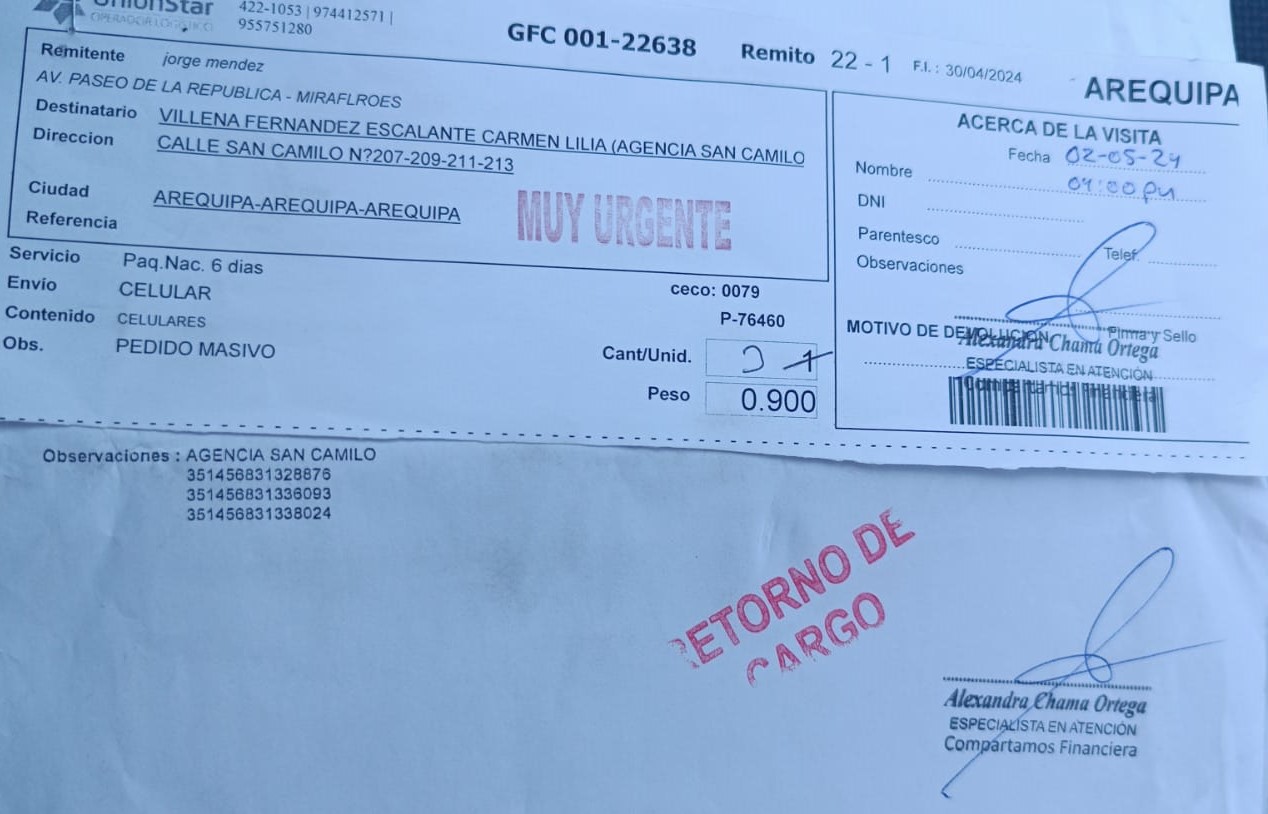 UnionStar
OPERADOR LOGISTICO
422-1053 | 974412571 |
955751280
GFC 001-22638
Remito 22 - 1
F.I. : 30/04/2024
AREQUIPA
Remitente jorge mendez
AV. PASEO DE LA REPUBLICA - MIRAFLROES
Destinatario VILLENA FERNANDEZ ESCALANTE CARMEN LILIA (AGENCIA SAN CAMILO
Direccion CALLE SAN CAMILO N?207-209-211-213
Ciudad AREQUIPA-AREQUIPA-AREQUIPA
Referencia
MUY URGENTE
Servicio Paq.Nac. 6 dias
Envio CELULAR
Contenido CELULARES
Obs. PEDIDO MASIVO
ceco: 0079
P-76460
Cant/Unid. 1
Peso 0.900
ACERCA DE LA VISITA
Fecha 02-05-24
Nombre
04:00 pm
DNI
Parentesco Telef.
Observaciones
Firma y Sello
MOTIVO DE DEVOLUCION
Alexandra Chama Ortega
ESPECIALISTA EN ATENCIÓN
Compartamos Financiera
Observaciones : AGENCIA SAN CAMILO
351456831328876
351456831336093
351456831338024
RETORNO DE
CARGO
Alexandra Chama Ortega
ESPECIALISTA EN ATENCIÓN
Compartamos Financiera